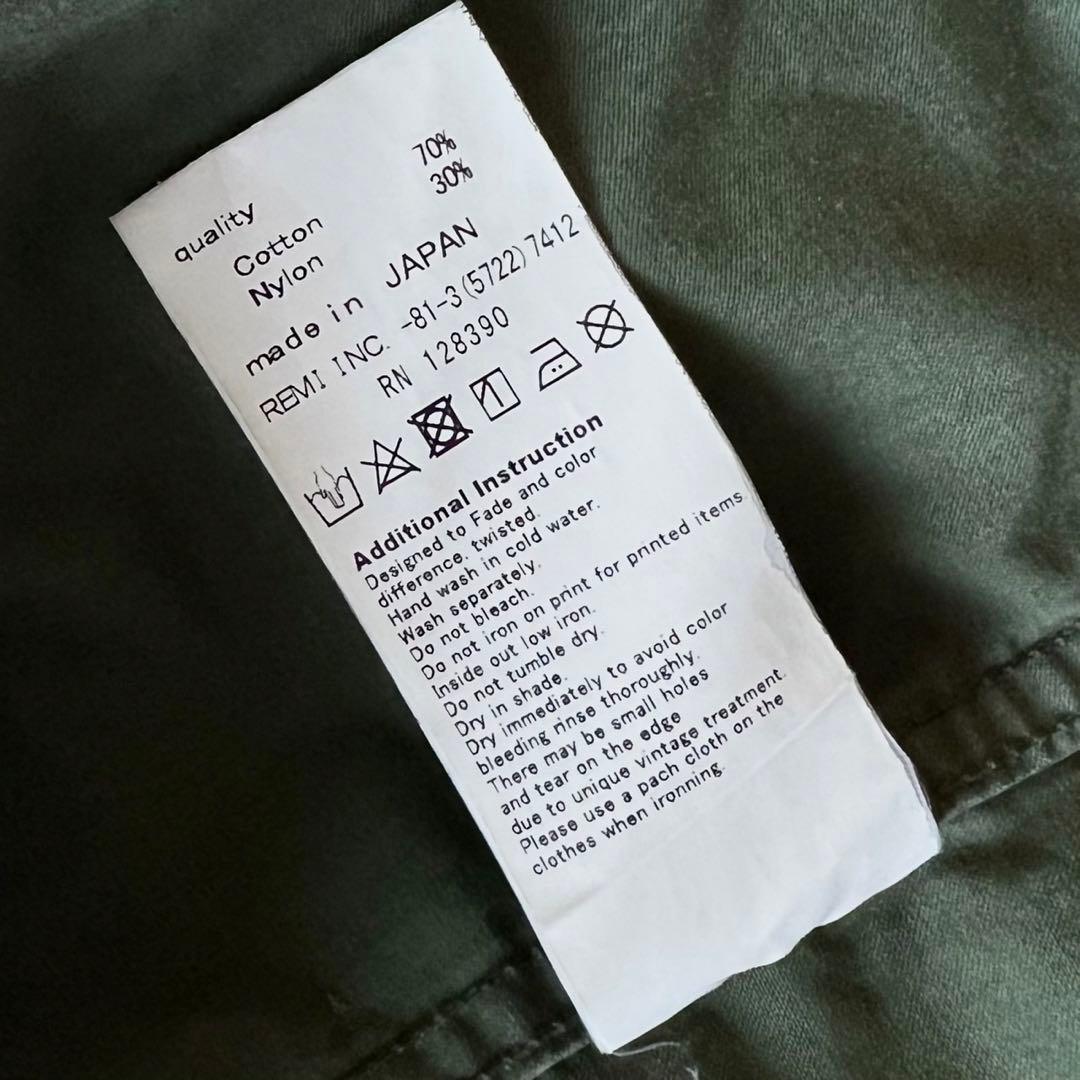 quality
Cotton 70%
Nylon 30%
made in JAPAN
REMI INC. -81-3(5722)7412
RN 128390
Additional Instruction
Designed to Fade and color
difference. twisted.
Hand wash in cold water.
Wash separately.
Do not bleach.
Do not iron on print for printed items.
Inside out low iron.
Do not tumble dry.
Dry in shade.
Dry immediately to avoid color
bleeding rinse thoroughly.
There may be small holes
and tear on the edge
due to unique vintage treatment.
Please use a pach cloth on the
clothes when ironning.